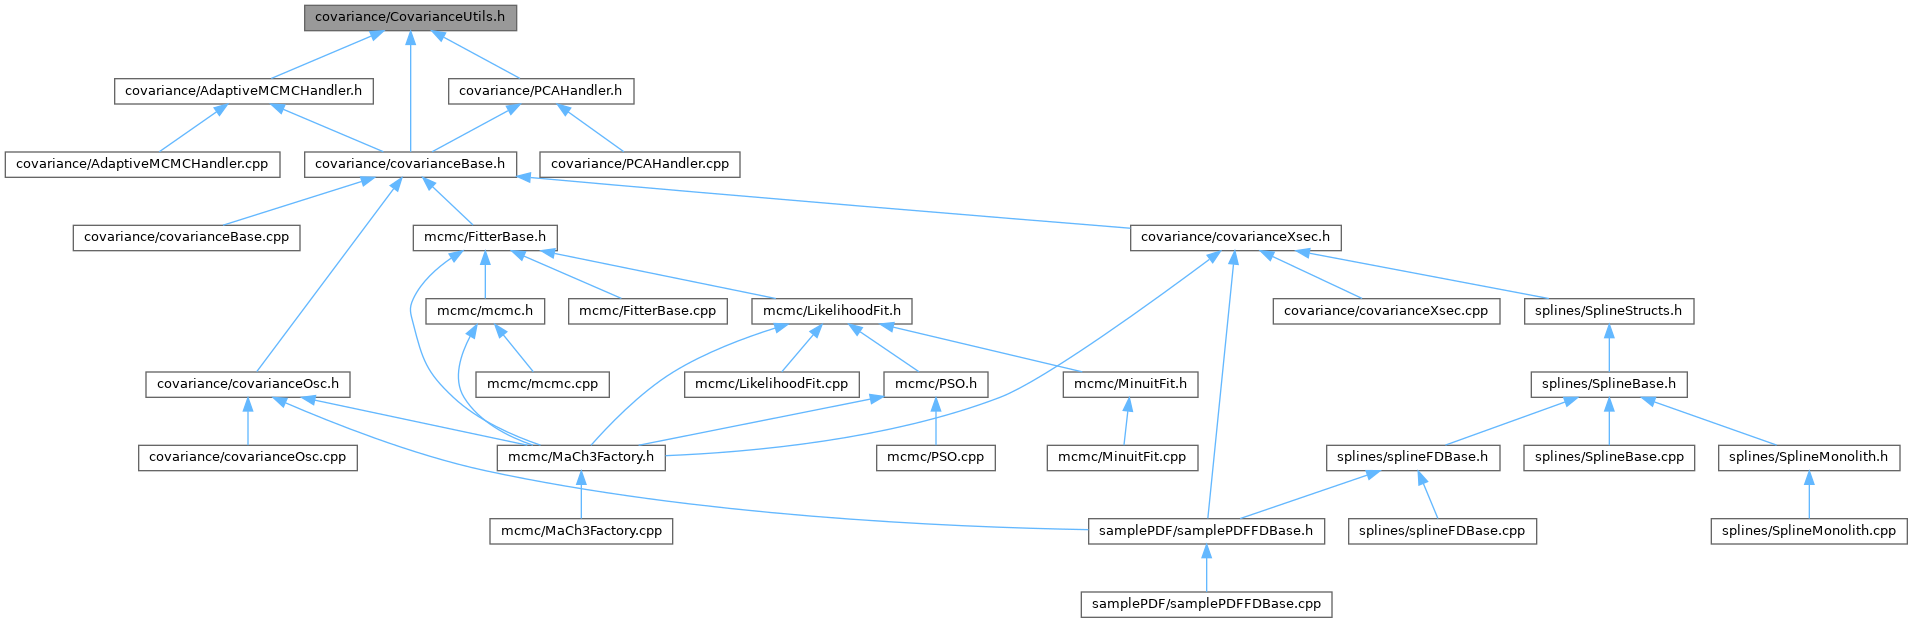 covariance/CovarianceUtils.h
covariance/AdaptiveMCMCHandler.h
covariance/PCAHandler.h
covariance/AdaptiveMCMCHandler.cpp
covariance/covarianceBase.h
covariance/PCAHandler.cpp
covariance/covarianceBase.cpp
mcmc/FitterBase.h
covariance/covarianceXsec.h
mcmc/mcmc.h
mcmc/FitterBase.cpp
mcmc/LikelihoodFit.h
covariance/covarianceXsec.cpp
splines/SplineStructs.h
covariance/covarianceOsc.h
mcmc/mcmc.cpp
mcmc/LikelihoodFit.cpp
mcmc/PSO.h
mcmc/MinuitFit.h
splines/SplineBase.h
covariance/covarianceOsc.cpp
mcmc/MaCh3Factory.h
mcmc/PSO.cpp
mcmc/MinuitFit.cpp
splines/splineFDBase.h
splines/SplineBase.cpp
splines/SplineMonolith.h
mcmc/MaCh3Factory.cpp
samplePDF/samplePDFFDBase.h
splines/splineFDBase.cpp
splines/SplineMonolith.cpp
samplePDF/samplePDFFDBase.cpp